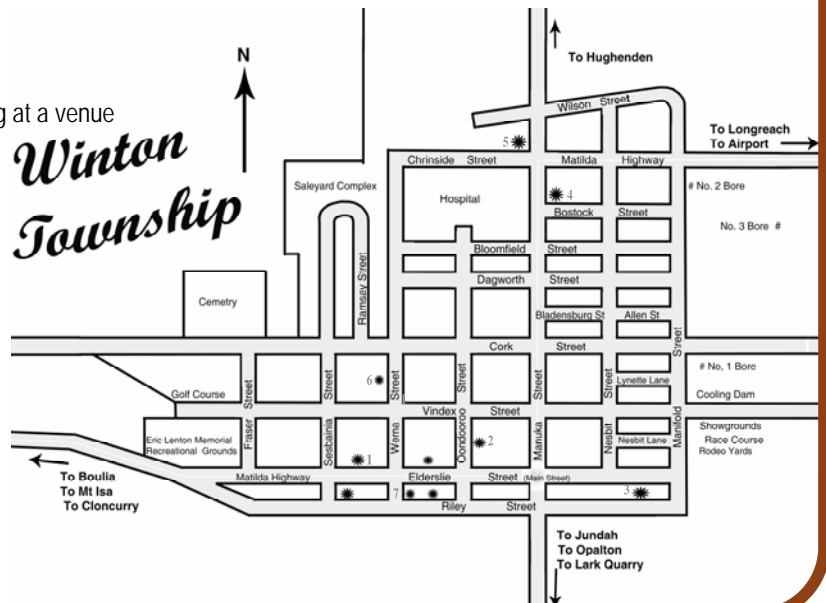 g at a venue
Winton
Township
N
To Hughenden
Wilson Street
To Longreach
To Airport
5
Chrinside Street
Matilda Highway
Saleyard Complex
Hospital
4
# No. 2 Bore
Bostock Street
No. 3 Bore #
Bloomfield Street
Ramsay Street
Dagworth Street
Cemetry
Bladensburg St
Allen St
Cork Street
# No, 1 Bore
6
Lynette Lane
Golf Course
Cooling Dam
Fraser Street
Sesbainia Street
Werna Street
Oondooroo Street
Manuka Street
Nesbit Street
Manifold Street
Vindex Street
Showgrounds
Race Course
Rodeo Yards
Eric Lenton Memorial
Recreational Grounds
2
Nesbit Lane
1
To Boulia
To Mt Isa
To Cloncurry
Matilda Highway
Elderslie Street (Main Street)
7
3
Riley Street
To Jundah
To Opalton
To Lark Quarry